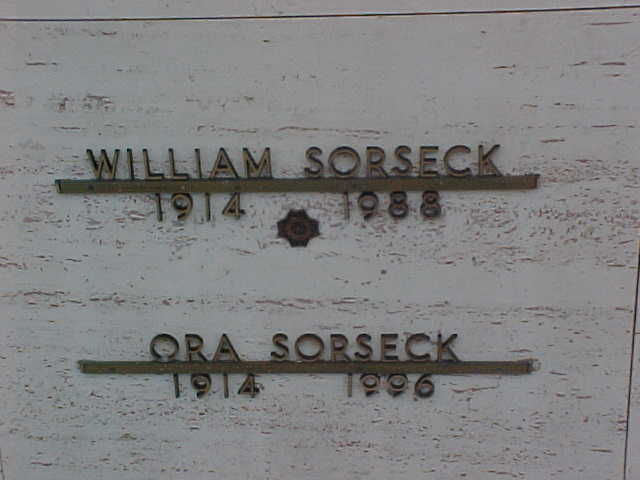 WILLIAM SORSECK
1914 1988
ORA SORSECK
1914 1996